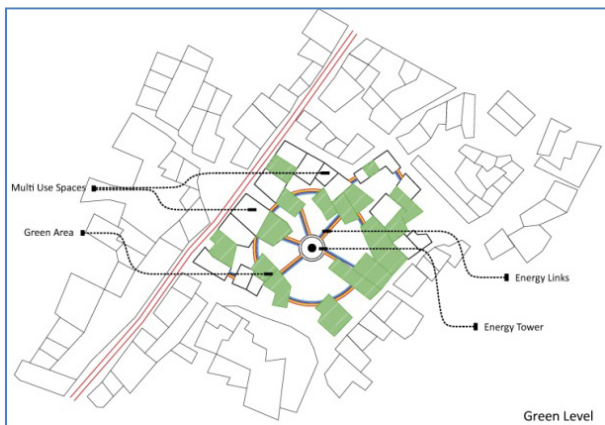 Multi Use Spaces
Green Area
Energy Links
Energy Tower
Green Level